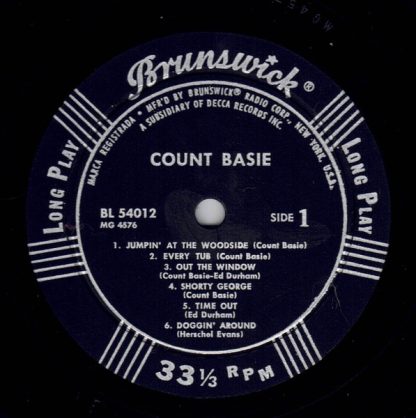 Brunswick®
MARCA REGISTRADA • MFR'D BY BRUNSWICK® RADIO CORP., NEW YORK, U.S.A.
A SUBSIDIARY OF DECCA RECORDS INC.
LONG PLAY
LONG PLAY
COUNT BASIE
BL 54012
MG 4576
SIDE 1
1. JUMPIN' AT THE WOODSIDE (Count Basie)
2. EVERY TUB (Count Basie)
3. OUT THE WINDOW
(Count Basie-Ed Durham)
4. SHORTY GEORGE
(Count Basie)
5. TIME OUT
(Ed Durham)
6. DOGGIN' AROUND
(Herschel Evans)
33⅓ RPM